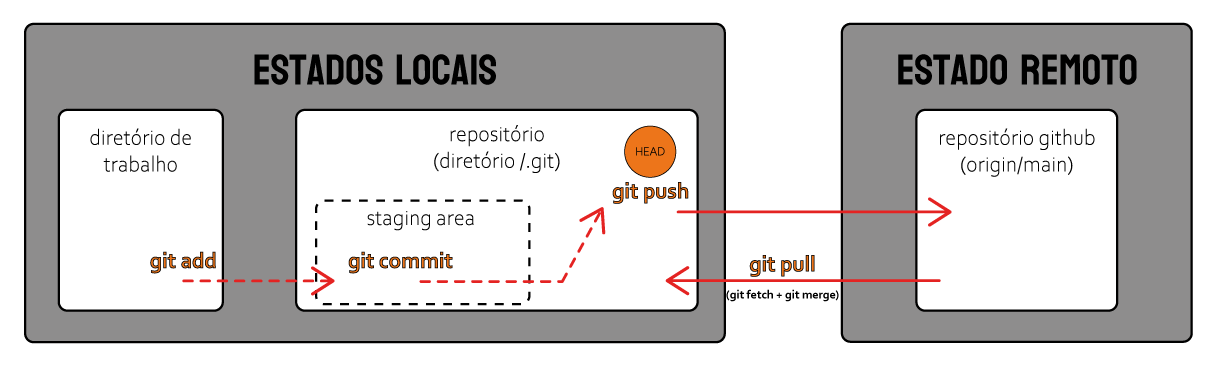 ESTADOS LOCAIS
diretório de
trabalho
git add
repositório
(diretório /.git)
HEAD
git push
staging area
git commit
git pull
(git fetch + git merge)
ESTADO REMOTO
repositório github
(origin/main)